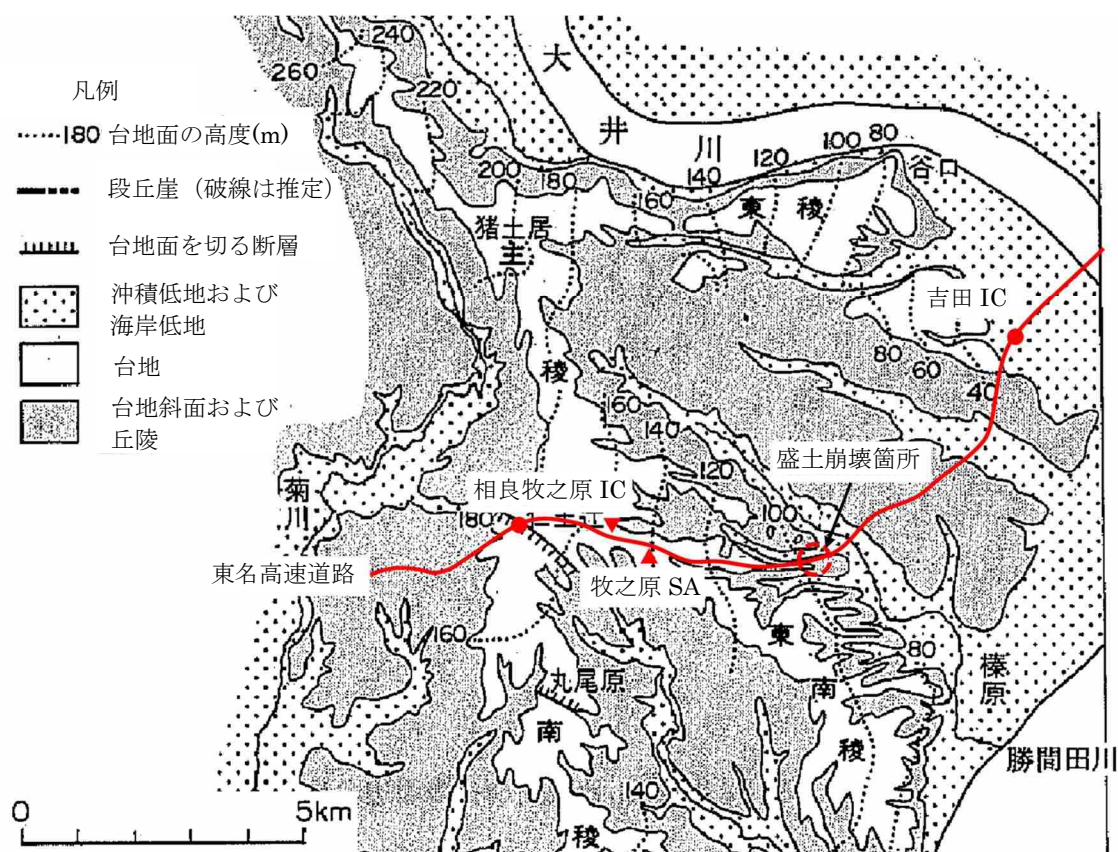 凡例
180 台地面の高度(m)
段丘崖（破線は推定）
台地面を切る断層
沖積低地および
海岸低地
台地
台地斜面および
丘陵
240
260
220
大
井
川
200
180
160
140
120
100
80
谷口
東
稜
猪土居
主
吉田 IC
稜
80
60
40
160
140
盛土崩壊箇所
120
菊川
相良牧之原 IC
100
180
東名高速道路
牧之原 SA
160
東
80
榛原
丸尾原
南
南
稜
勝間田川
140
稜
0
5km